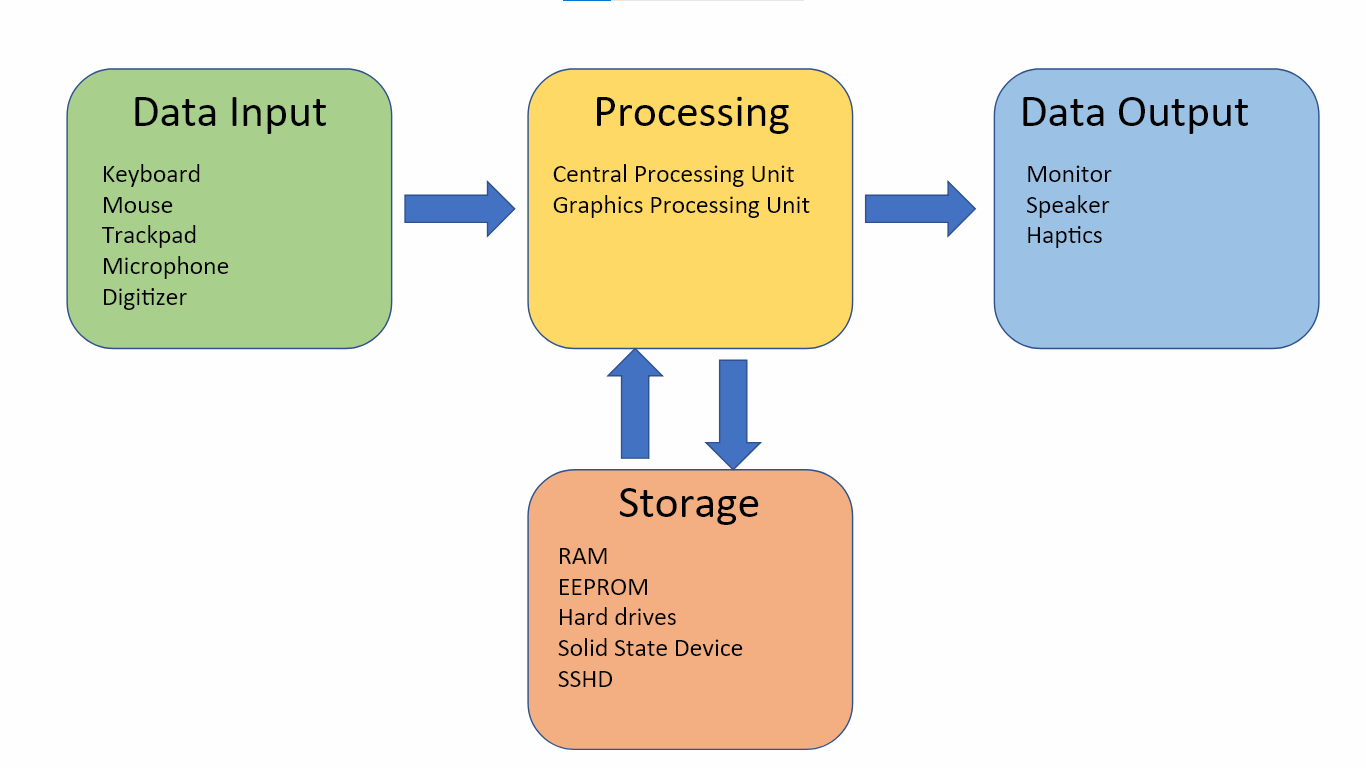 Data Input
Keyboard
Mouse
Trackpad
Microphone
Digitizer
Processing
Central Processing Unit
Graphics Processing Unit
Data Output
Monitor
Speaker
Haptics
Storage
RAM
EEPROM
Hard drives
Solid State Device
SSHD